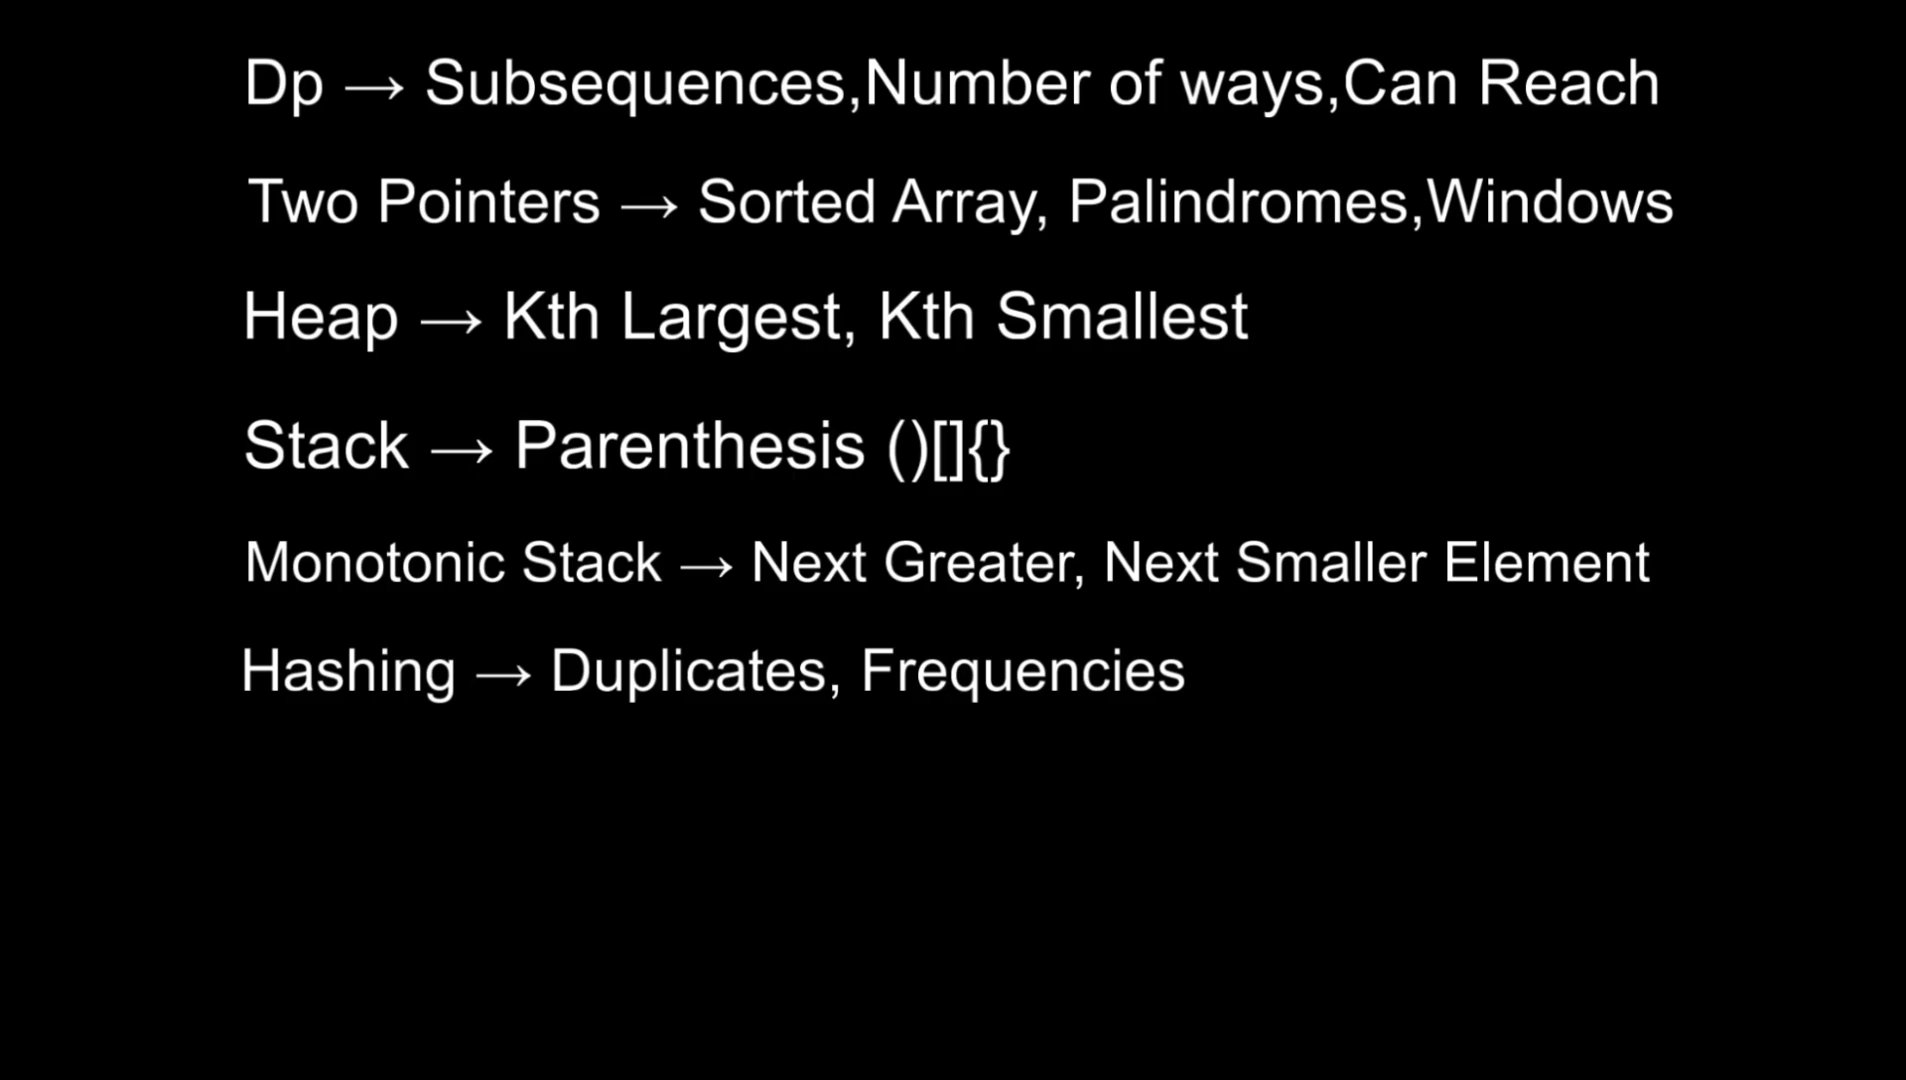 Dp → Subsequences,Number of ways,Can Reach
Two Pointers → Sorted Array, Palindromes,Windows
Heap → Kth Largest, Kth Smallest
Stack → Parenthesis ()[]{}
Monotonic Stack → Next Greater, Next Smaller Element
Hashing → Duplicates, Frequencies